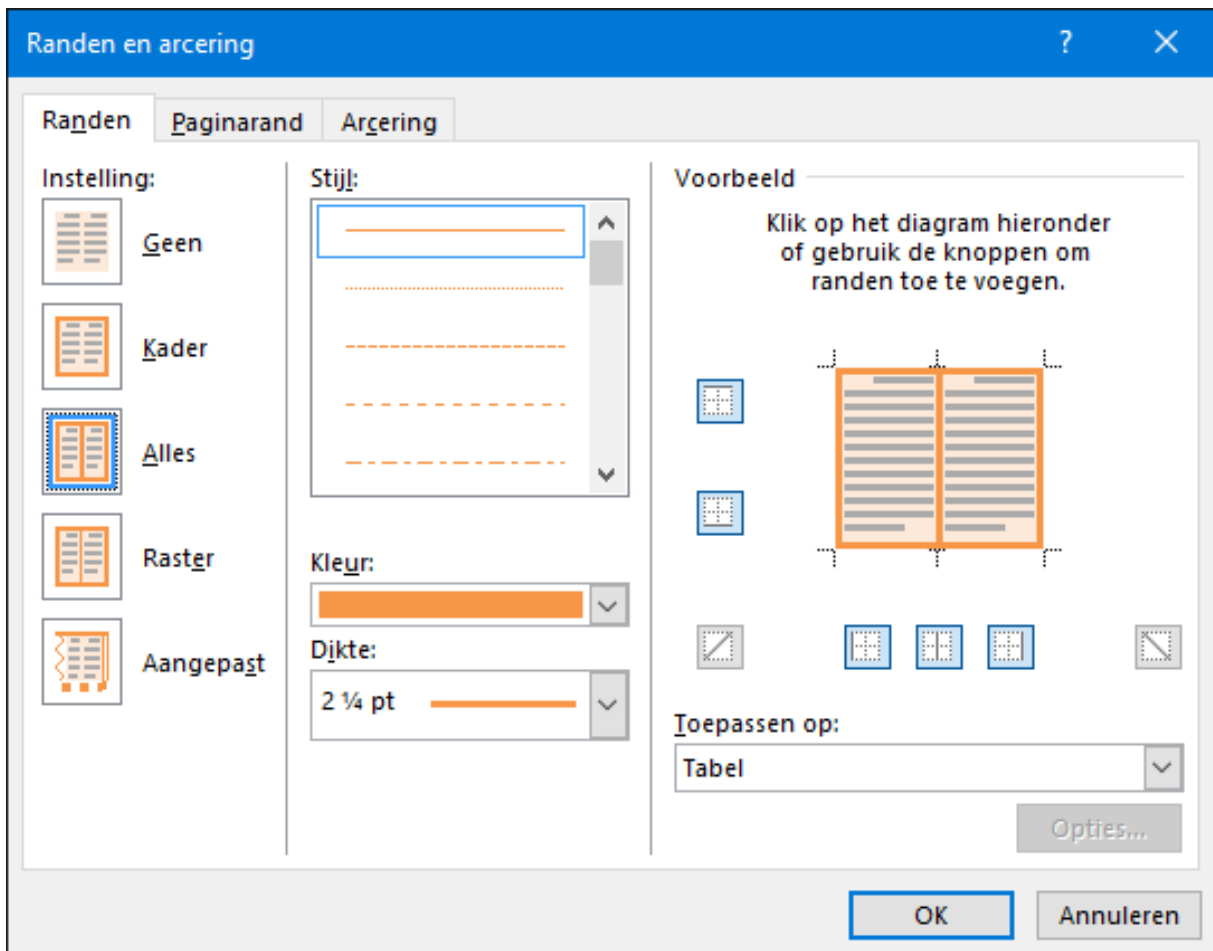 Randen en arcering
?
Randen
Paginarand
Arcering
Instelling:
Geen
Kader
Alles
Raster
Aangepast
Stijl:
Kleur:
Dikte:
2 ¼ pt
Voorbeeld
Klik op het diagram hieronder
of gebruik de knoppen om
randen toe te voegen.
Toepassen op:
Tabel
Opties...
OK
Annuleren